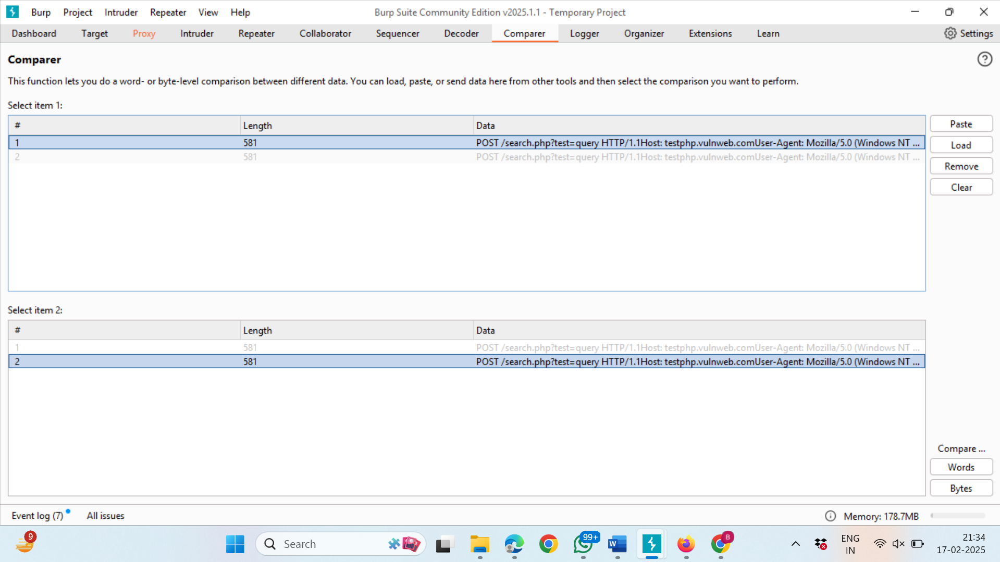 Burp Project Intruder Repeater View Help Burp Suite Community Edition v2025.1.1 - Temporary Project
Dashboard Target Proxy Intruder Repeater Collaborator Sequencer Decoder Comparer Logger Organizer Extensions Learn Settings
Comparer
This function lets you do a word- or byte-level comparison between different data. You can load, paste, or send data here from other tools and then select the comparison you want to perform.
Select item 1:
# Length Data
Paste
1 581 POST /search.php?test=query HTTP/1.1Host: testphp.vulnweb.comUser-Agent: Mozilla/5.0 (Windows NT ...
Load
2 581 POST /search.php?test=query HTTP/1.1Host: testphp.vulnweb.comUser-Agent: Mozilla/5.0 (Windows NT ...
Remove
Clear
Select item 2:
# Length Data
1 581 POST /search.php?test=query HTTP/1.1Host: testphp.vulnweb.comUser-Agent: Mozilla/5.0 (Windows NT ...
2 581 POST /search.php?test=query HTTP/1.1Host: testphp.vulnweb.comUser-Agent: Mozilla/5.0 (Windows NT ...
Compare ...
Words
Bytes
Event log (7) All issues Memory: 178.7MB
9 Search 99+ W B ENG 21:34
IN 17-02-2025